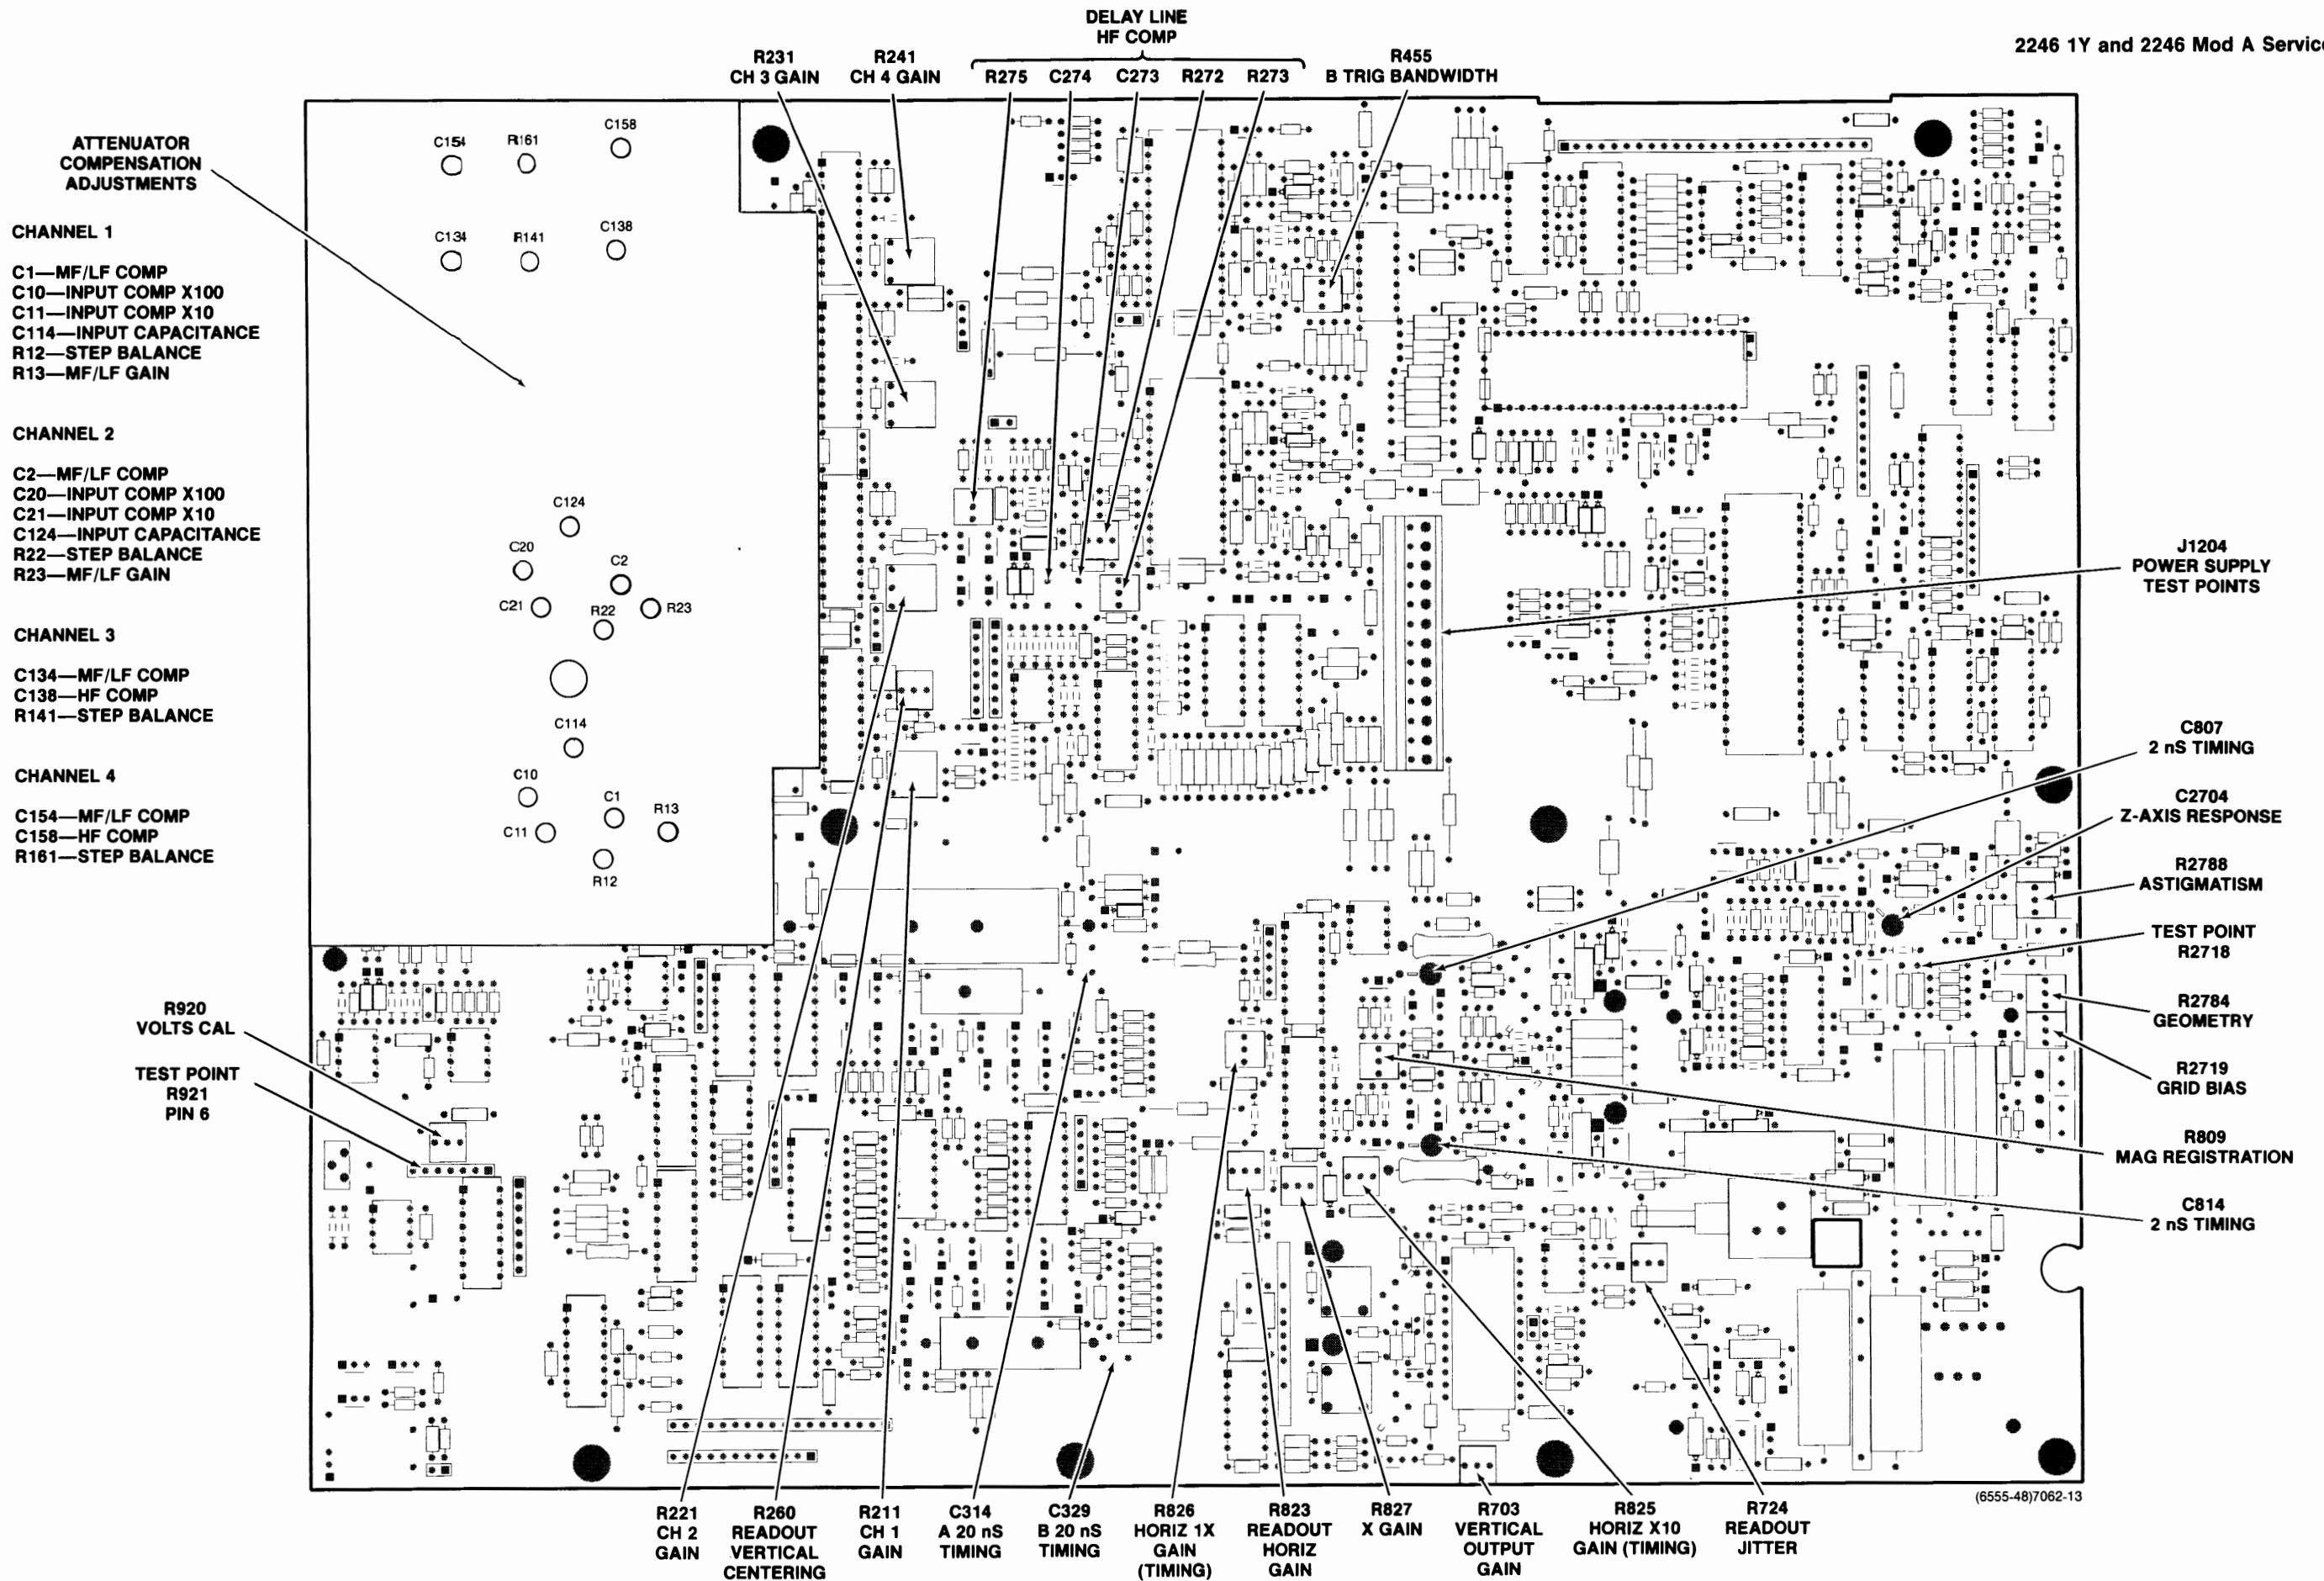 2246 1Y and 2246 Mod A Service
DELAY LINE
HF COMP
R231
CH 3 GAIN
R241
CH 4 GAIN
R275
C274
C273
R272
R273
R455
B TRIG BANDWIDTH
ATTENUATOR
COMPENSATION
ADJUSTMENTS
CHANNEL 1
C1—MF/LF COMP
C10—INPUT COMP X100
C11—INPUT COMP X10
C114—INPUT CAPACITANCE
R12—STEP BALANCE
R13—MF/LF GAIN
CHANNEL 2
C2—MF/LF COMP
C20—INPUT COMP X100
C21—INPUT COMP X10
C124—INPUT CAPACITANCE
R22—STEP BALANCE
R23—MF/LF GAIN
CHANNEL 3
C134—MF/LF COMP
C138—HF COMP
R141—STEP BALANCE
CHANNEL 4
C154—MF/LF COMP
C158—HF COMP
R161—STEP BALANCE
R920
VOLTS CAL
TEST POINT
R921
PIN 6
C154
R161
C158
C134
R141
C138
C124
C20
C2
C21
R22
R23
C114
C10
C1
R13
C11
R12
J1204
POWER SUPPLY
TEST POINTS
C807
2 nS TIMING
C2704
Z-AXIS RESPONSE
R2788
ASTIGMATISM
TEST POINT
R2718
R2784
GEOMETRY
R2719
GRID BIAS
R809
MAG REGISTRATION
C814
2 nS TIMING
(6555-48)7062-13
R221
CH 2
GAIN
R260
READOUT
VERTICAL
CENTERING
R211
CH 1
GAIN
C314
A 20 nS
TIMING
C329
B 20 nS
TIMING
R826
HORIZ 1X
GAIN
(TIMING)
R823
READOUT
HORIZ
GAIN
R827
X GAIN
R703
VERTICAL
OUTPUT
GAIN
R825
HORIZ X10
GAIN (TIMING)
R724
READOUT
JITTER